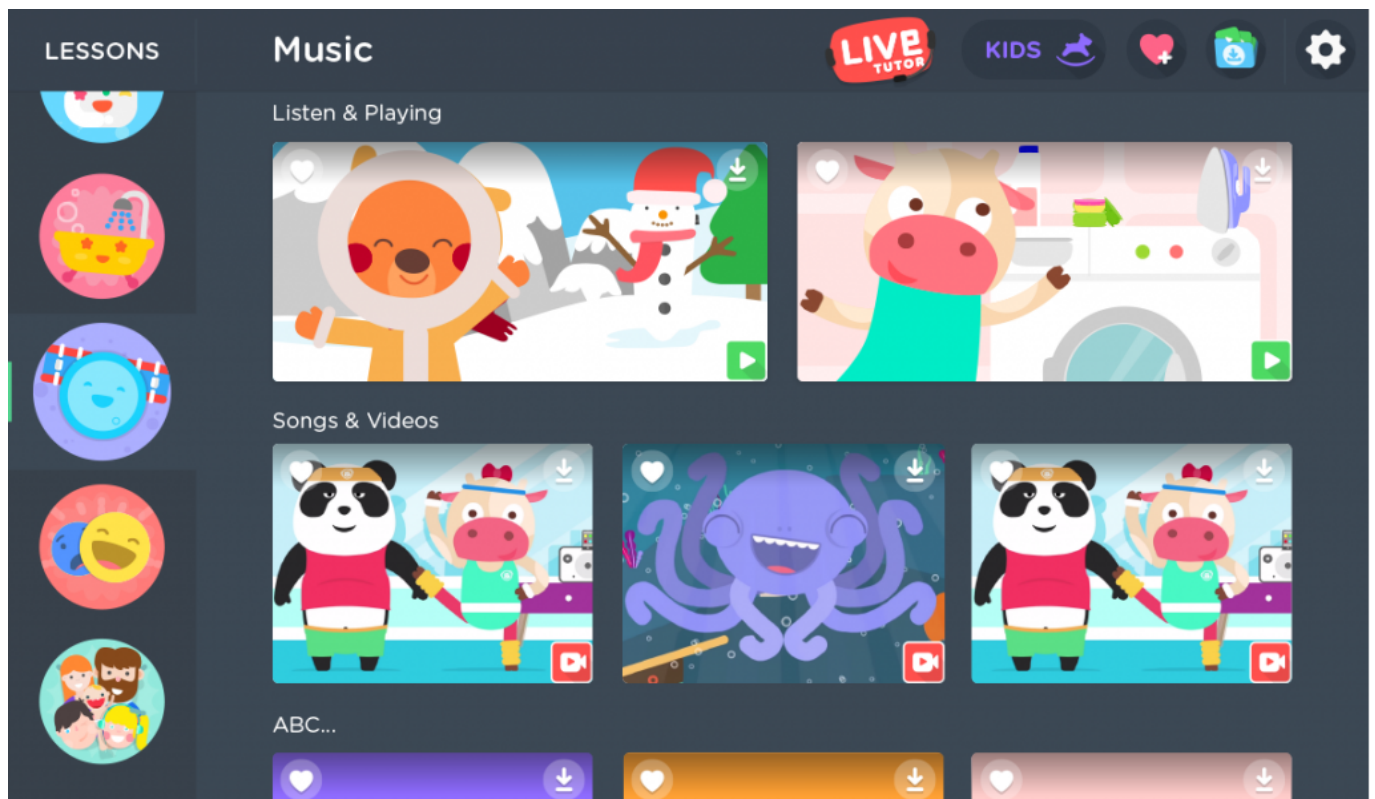 LESSONS
Music
LIVE
TUTOR
KIDS
Listen & Playing
Songs & Videos
ABC...